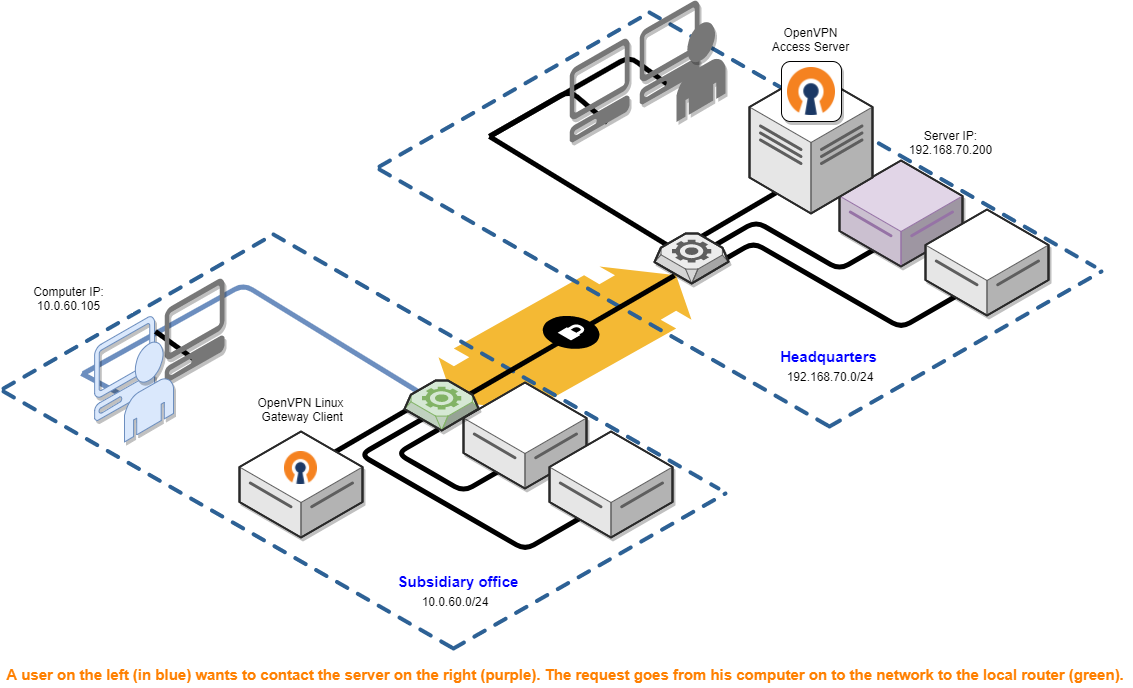 OpenVPN
Access Server
Server IP:
192.168.70.200
Computer IP:
10.0.60.105
Headquarters
192.168.70.0/24
OpenVPN Linux
Gateway Client
Subsidiary office
10.0.60.0/24
A user on the left (in blue) wants to contact the server on the right (purple). The request goes from his computer on to the network to the local router (green).